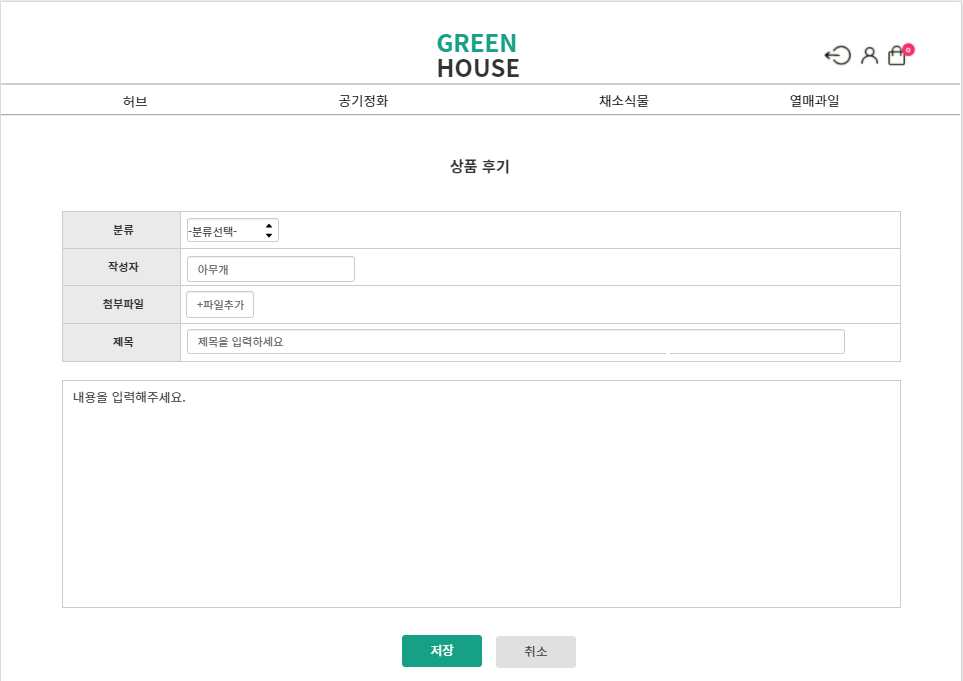 GREEN
HOUSE
0
허브 공기정화 채소식물 열매과일
상품 후기
분류 -분류선택-
작성자 아무개
첨부파일 +파일추가
제목 제목을 입력하세요
내용을 입력해주세요.
저장 취소